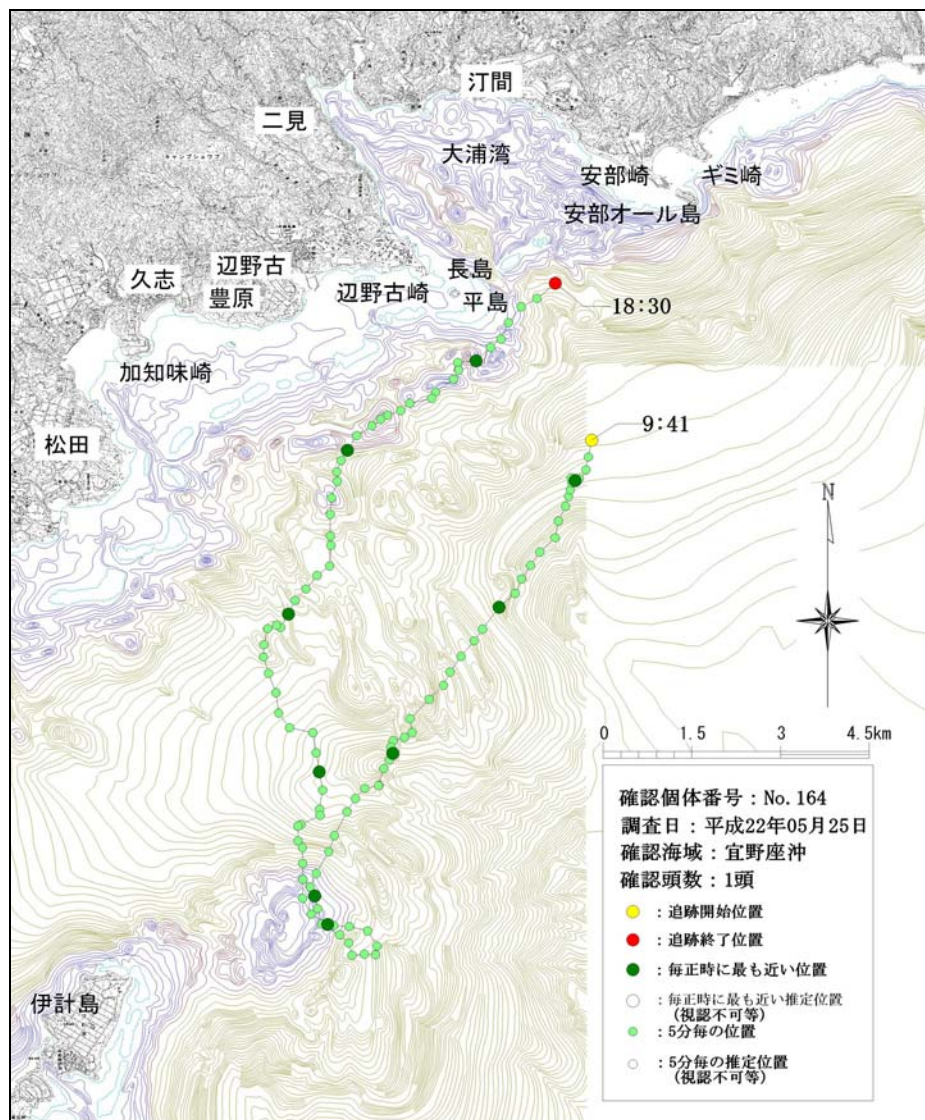 汀間
二見
大浦湾
安部崎
ギミ崎
安部オール島
長島
辺野古
久志
豊原
辺野古崎
平島
18:30
加知味崎
9:41
松田
N
0 1.5 3 4.5km
確認個体番号：No. 164
調査日：平成22年05月25日
確認海域：宜野座沖
確認頭数：1頭
：追跡開始位置
：追跡終了位置
：毎正時に最も近い位置
：毎正時に最も近い推定位置
(視認不可等)
：5分毎の位置
：5分毎の推定位置
(視認不可等)
伊計島